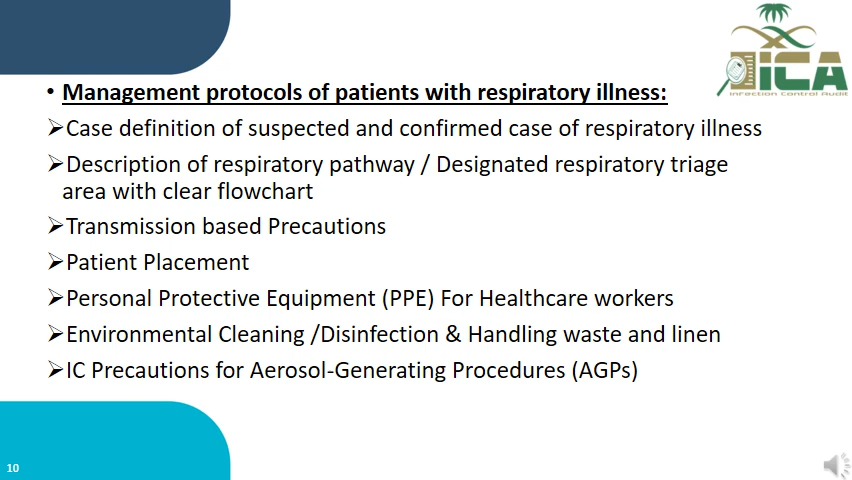 ICA
Infection Control Audit
• Management protocols of patients with respiratory illness:
➢Case definition of suspected and confirmed case of respiratory illness
➢Description of respiratory pathway / Designated respiratory triage
area with clear flowchart
➢Transmission based Precautions
➢Patient Placement
➢Personal Protective Equipment (PPE) For Healthcare workers
➢Environmental Cleaning /Disinfection & Handling waste and linen
➢IC Precautions for Aerosol-Generating Procedures (AGPs)
10